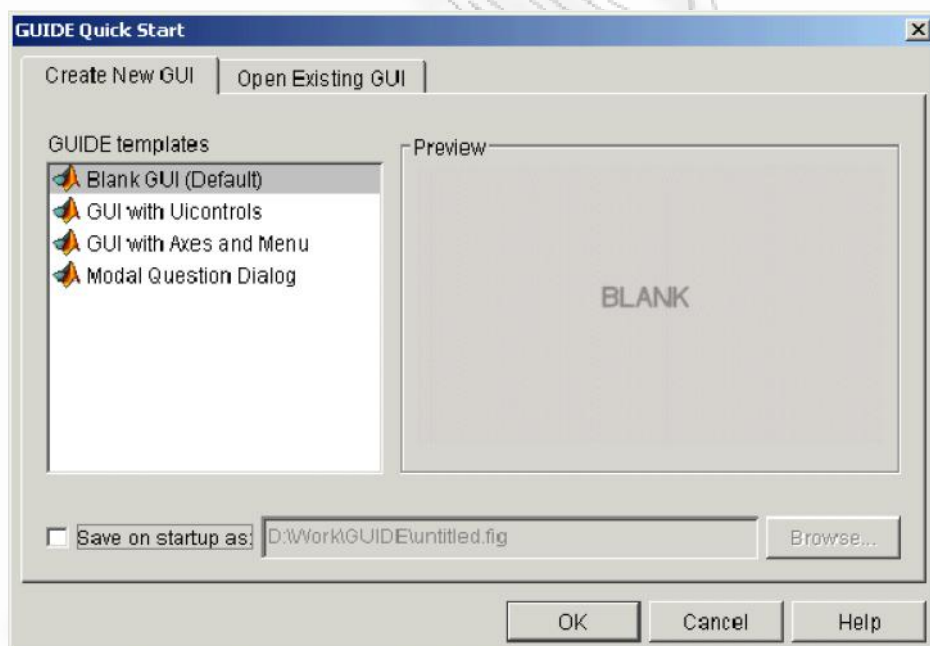 GUIDE Quick Start
Create New GUI Open Existing GUI
GUIDE templates
Preview
Blank GUI (Default)
GUI with Uicontrols
GUI with Axes and Menu
Modal Question Dialog
BLANK
Save on startup as: D:\Work\GUIDE\untitled.fig Browse...
OK Cancel Help